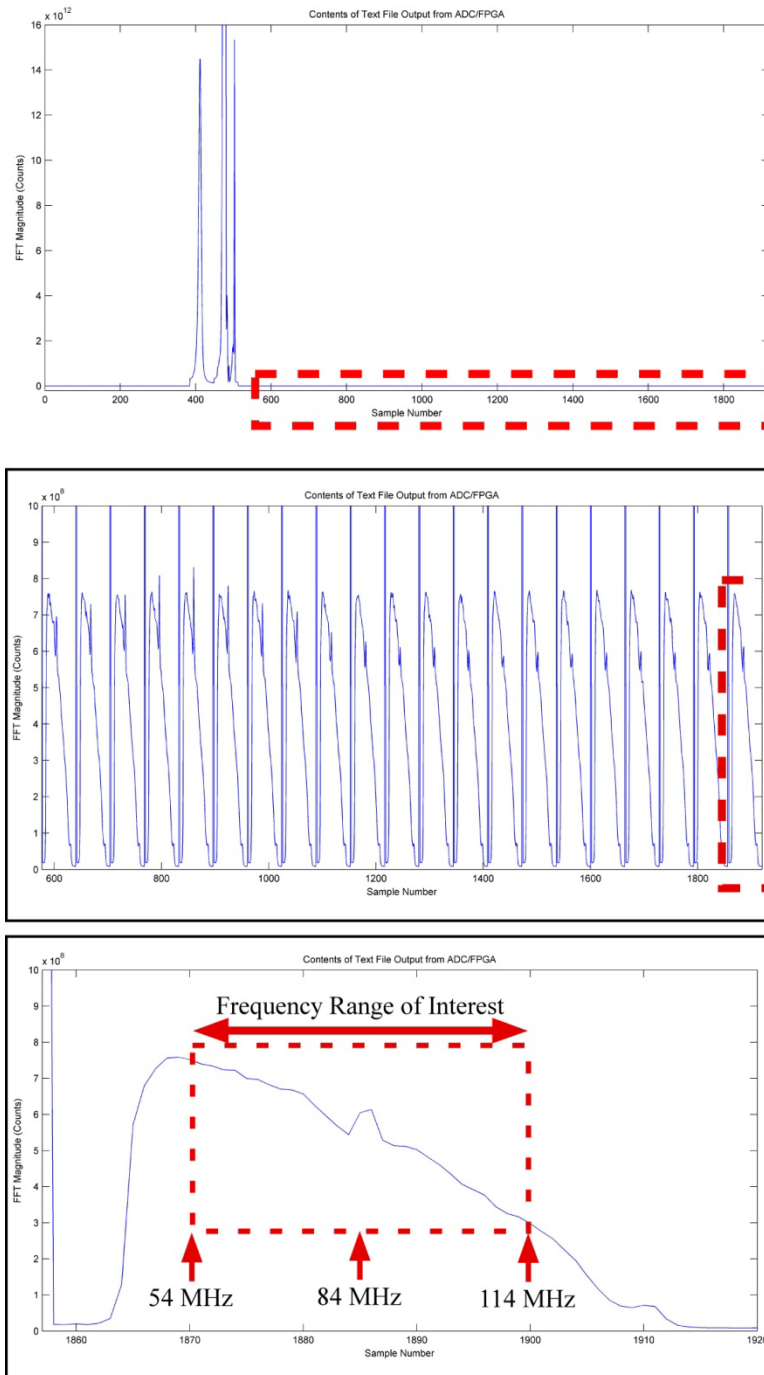 Contents of Text File Output from ADC/FPGA
x 10^12
16
14
12
10
8
6
4
2
0
FFT Magnitude (Counts)
0 200 400 600 800 1000 1200 1400 1600 1800
Sample Number
Contents of Text File Output from ADC/FPGA
x 10^8
10
9
8
7
6
5
4
3
2
1
0
FFT Magnitude (Counts)
600 800 1000 1200 1400 1600 1800
Sample Number
Contents of Text File Output from ADC/FPGA
x 10^8
10
9
8
7
6
5
4
3
2
1
0
FFT Magnitude (Counts)
Frequency Range of Interest
54 MHz 84 MHz 114 MHz
1860 1870 1880 1890 1900 1910 1920
Sample Number